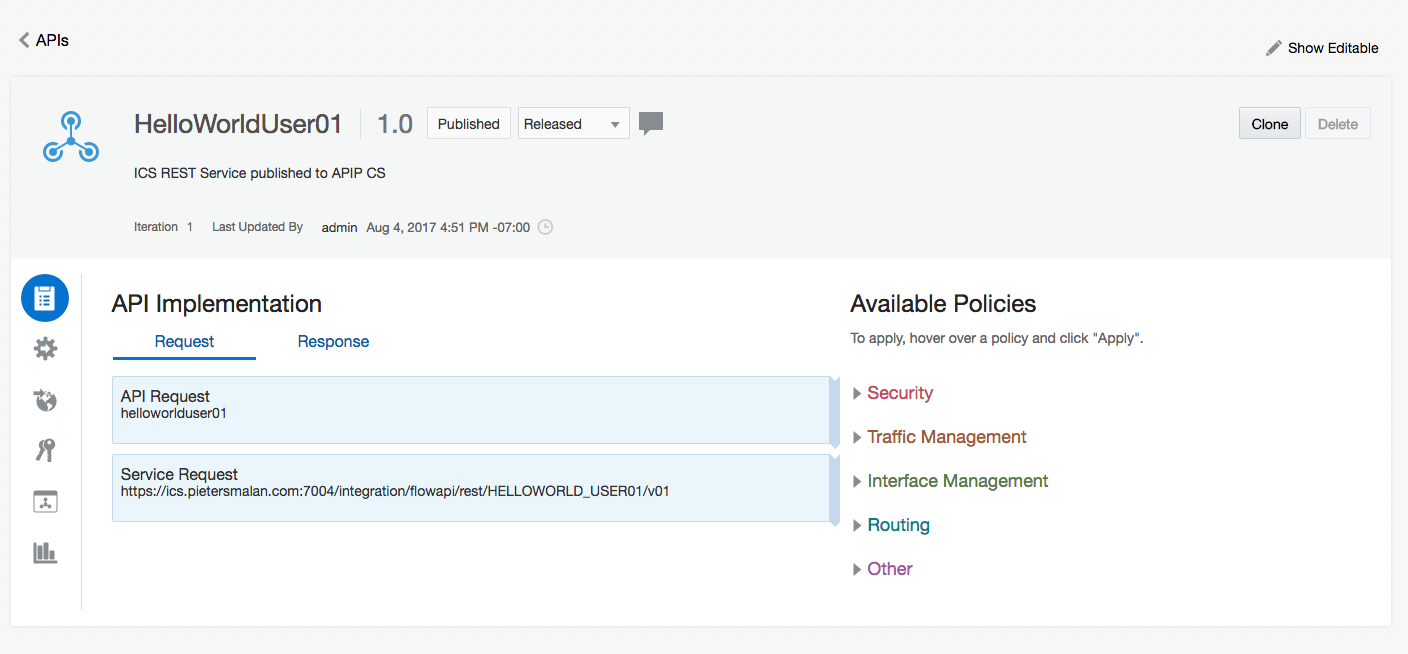 APIs
Show Editable
HelloWorldUser01 1.0 Published Released
Clone Delete
ICS REST Service published to APIP CS
Iteration 1 Last Updated By admin Aug 4, 2017 4:51 PM -07:00
API Implementation
Request Response
API Request
helloworlduser01
Service Request
https://ics.pietersmalan.com:7004/integration/flowapi/rest/HELLOWORLD_USER01/v01
Available Policies
To apply, hover over a policy and click "Apply".
Security
Traffic Management
Interface Management
Routing
Other